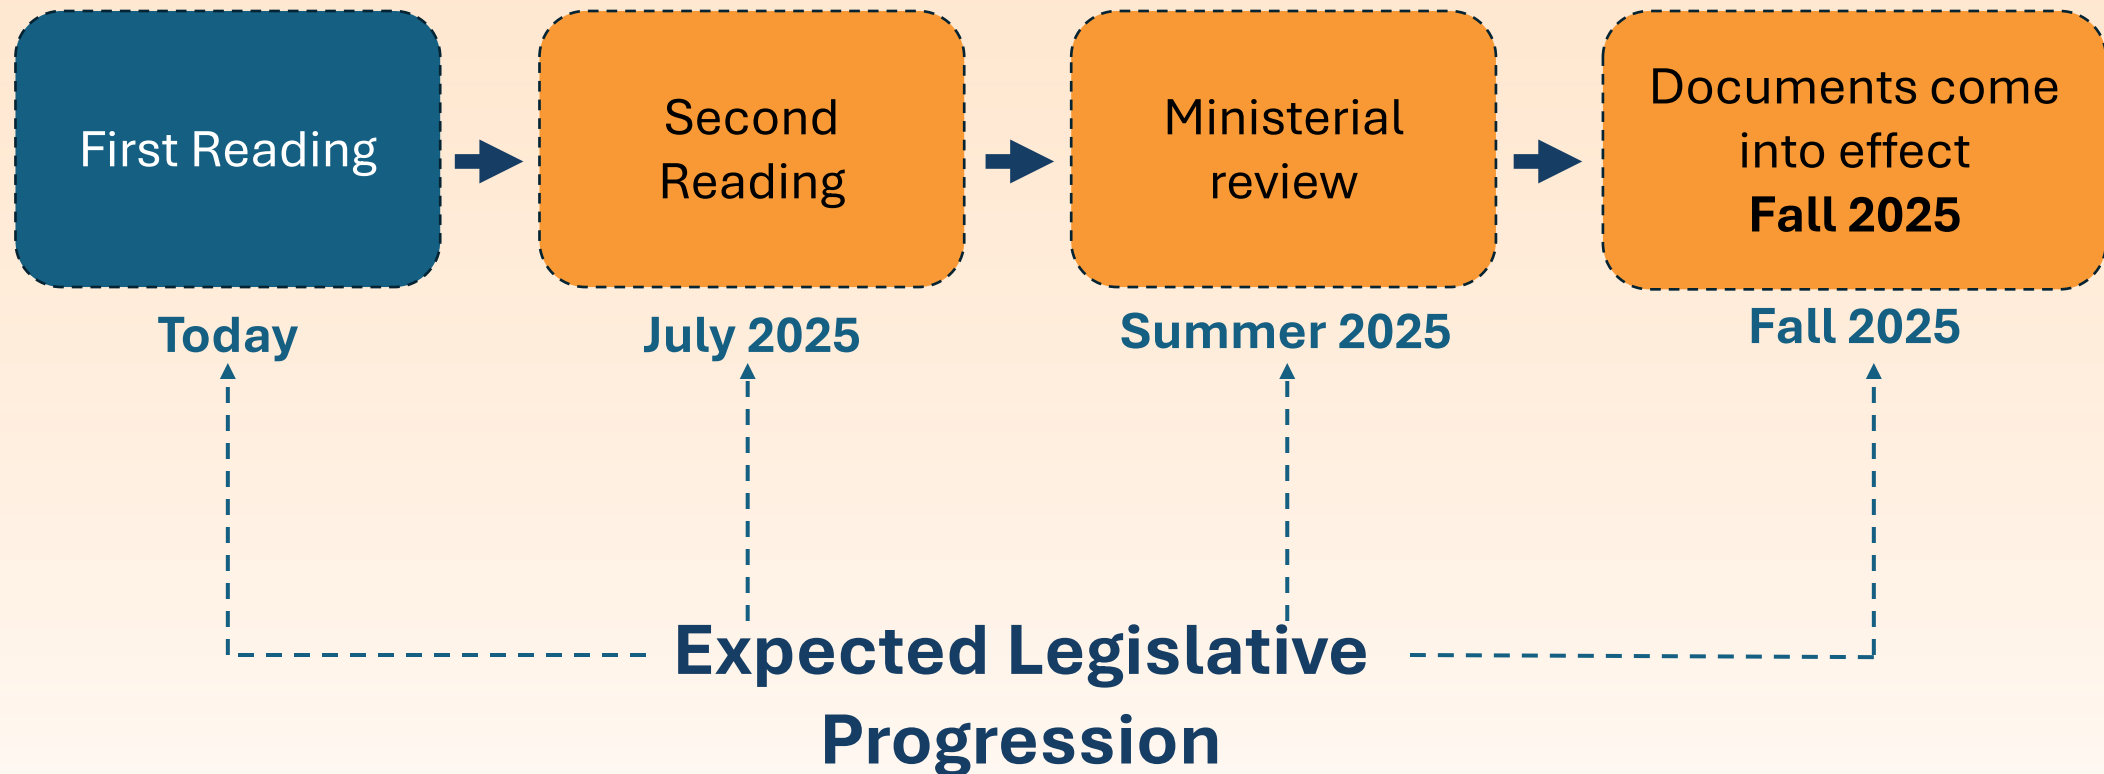 First Reading
Second
Reading
Ministerial
review
Documents come
into effect
Fall 2025
Today
July 2025
Summer 2025
Fall 2025
Expected Legislative
Progression